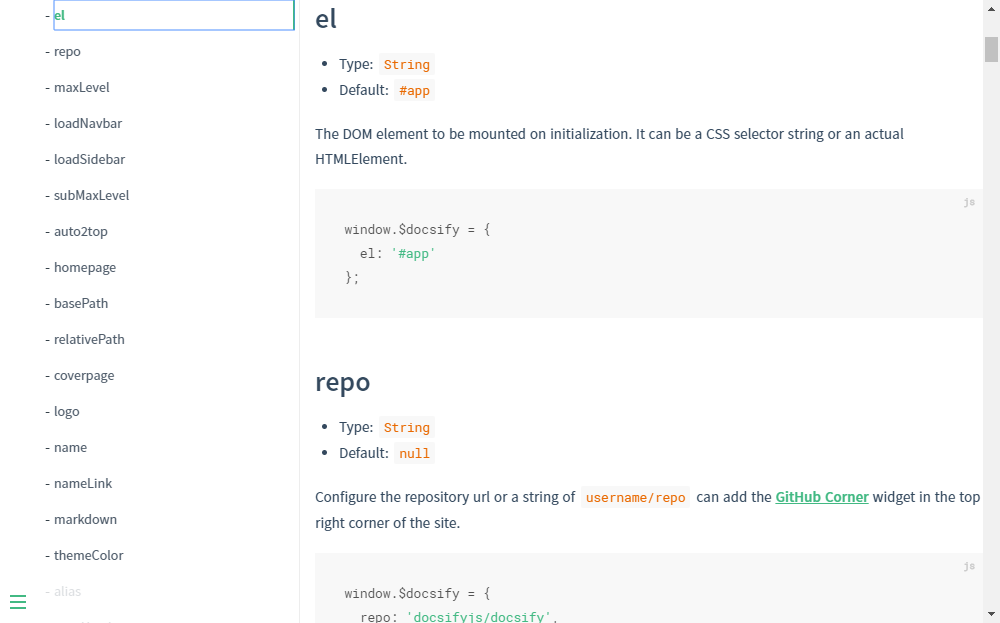 - el
- repo
- maxLevel
- loadNavbar
- loadSidebar
- subMaxLevel
- auto2top
- homepage
- basePath
- relativePath
- coverpage
- logo
- name
- nameLink
- markdown
- themeColor
- alias
el
• Type: String
• Default: #app
The DOM element to be mounted on initialization. It can be a CSS selector string or an actual
HTMLElement.
js
window.$docsify = {
  el: '#app'
};
repo
• Type: String
• Default: null
Configure the repository url or a string of username/repo can add the GitHub Corner widget in the top
right corner of the site.
js
window.$docsify = {
  repo: 'docsifyjs/docsify',